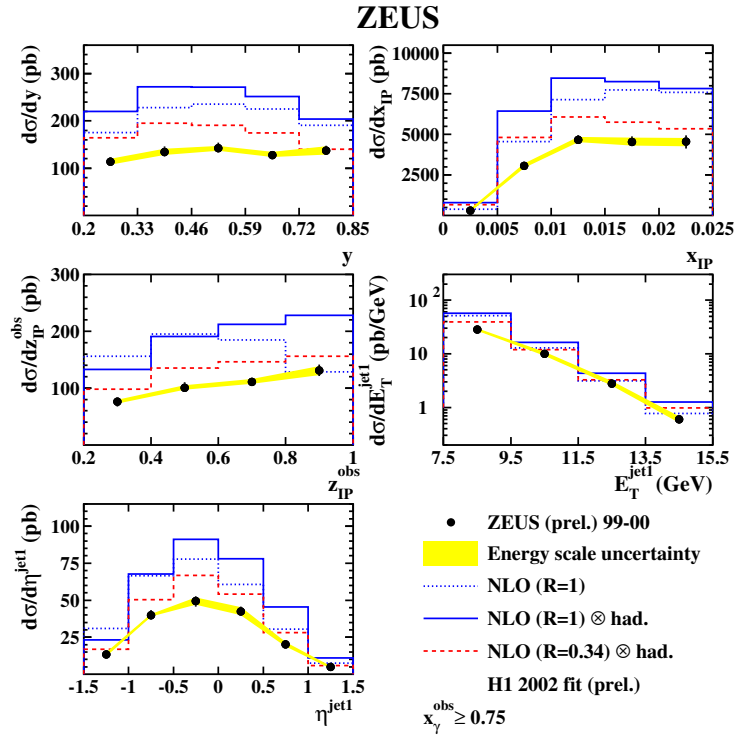 ZEUS
dσ/dy (pb)
300
200
100
0.2 0.33 0.46 0.59 0.72 0.85
y
dσ/dx_IP (pb)
10000
7500
5000
2500
0 0.005 0.01 0.015 0.02 0.025
x_IP
dσ/dz_IP^obs (pb)
300
200
100
0.2 0.4 0.6 0.8 1
z_IP^obs
dσ/dE_T^jet1 (pb/GeV)
10^2
10
1
7.5 9.5 11.5 13.5 15.5
E_T^jet1 (GeV)
dσ/dη^jet1 (pb)
100
75
50
25
-1.5 -1 -0.5 0 0.5 1 1.5
η^jet1
ZEUS (prel.) 99-00
Energy scale uncertainty
NLO (R=1)
NLO (R=1) ⊗ had.
NLO (R=0.34) ⊗ had.
H1 2002 fit (prel.)
x_γ^obs ≥ 0.75